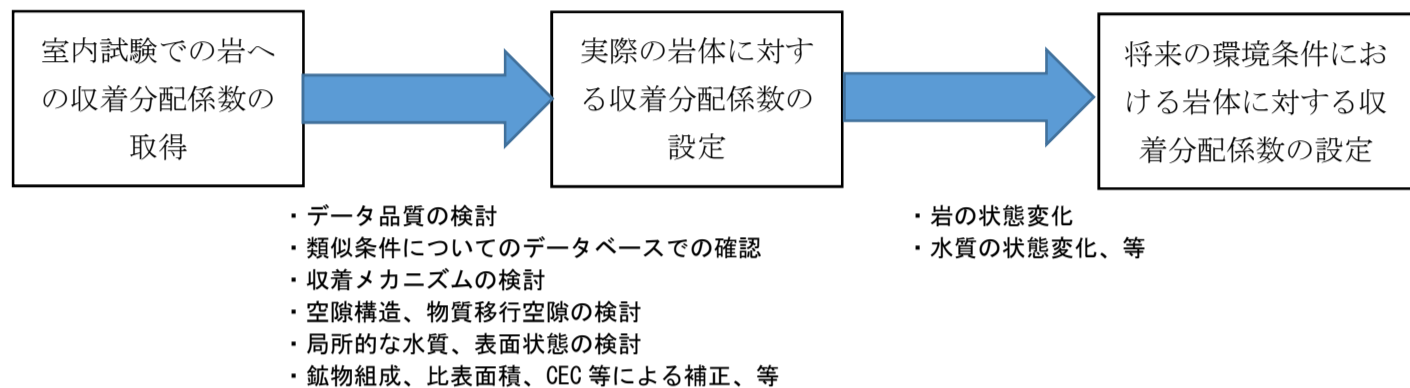 室内試験での岩へ
の収着分配係数の
取得
実際の岩体に対す
る収着分配係数の
設定
将来の環境条件にお
ける岩体に対する収
着分配係数の設定
・データ品質の検討
・類似条件についてのデータベースでの確認
・収着メカニズムの検討
・空隙構造、物質移行空隙の検討
・局所的な水質、表面状態の検討
・鉱物組成、比表面積、CEC 等による補正、等
・岩の状態変化
・水質の状態変化、等